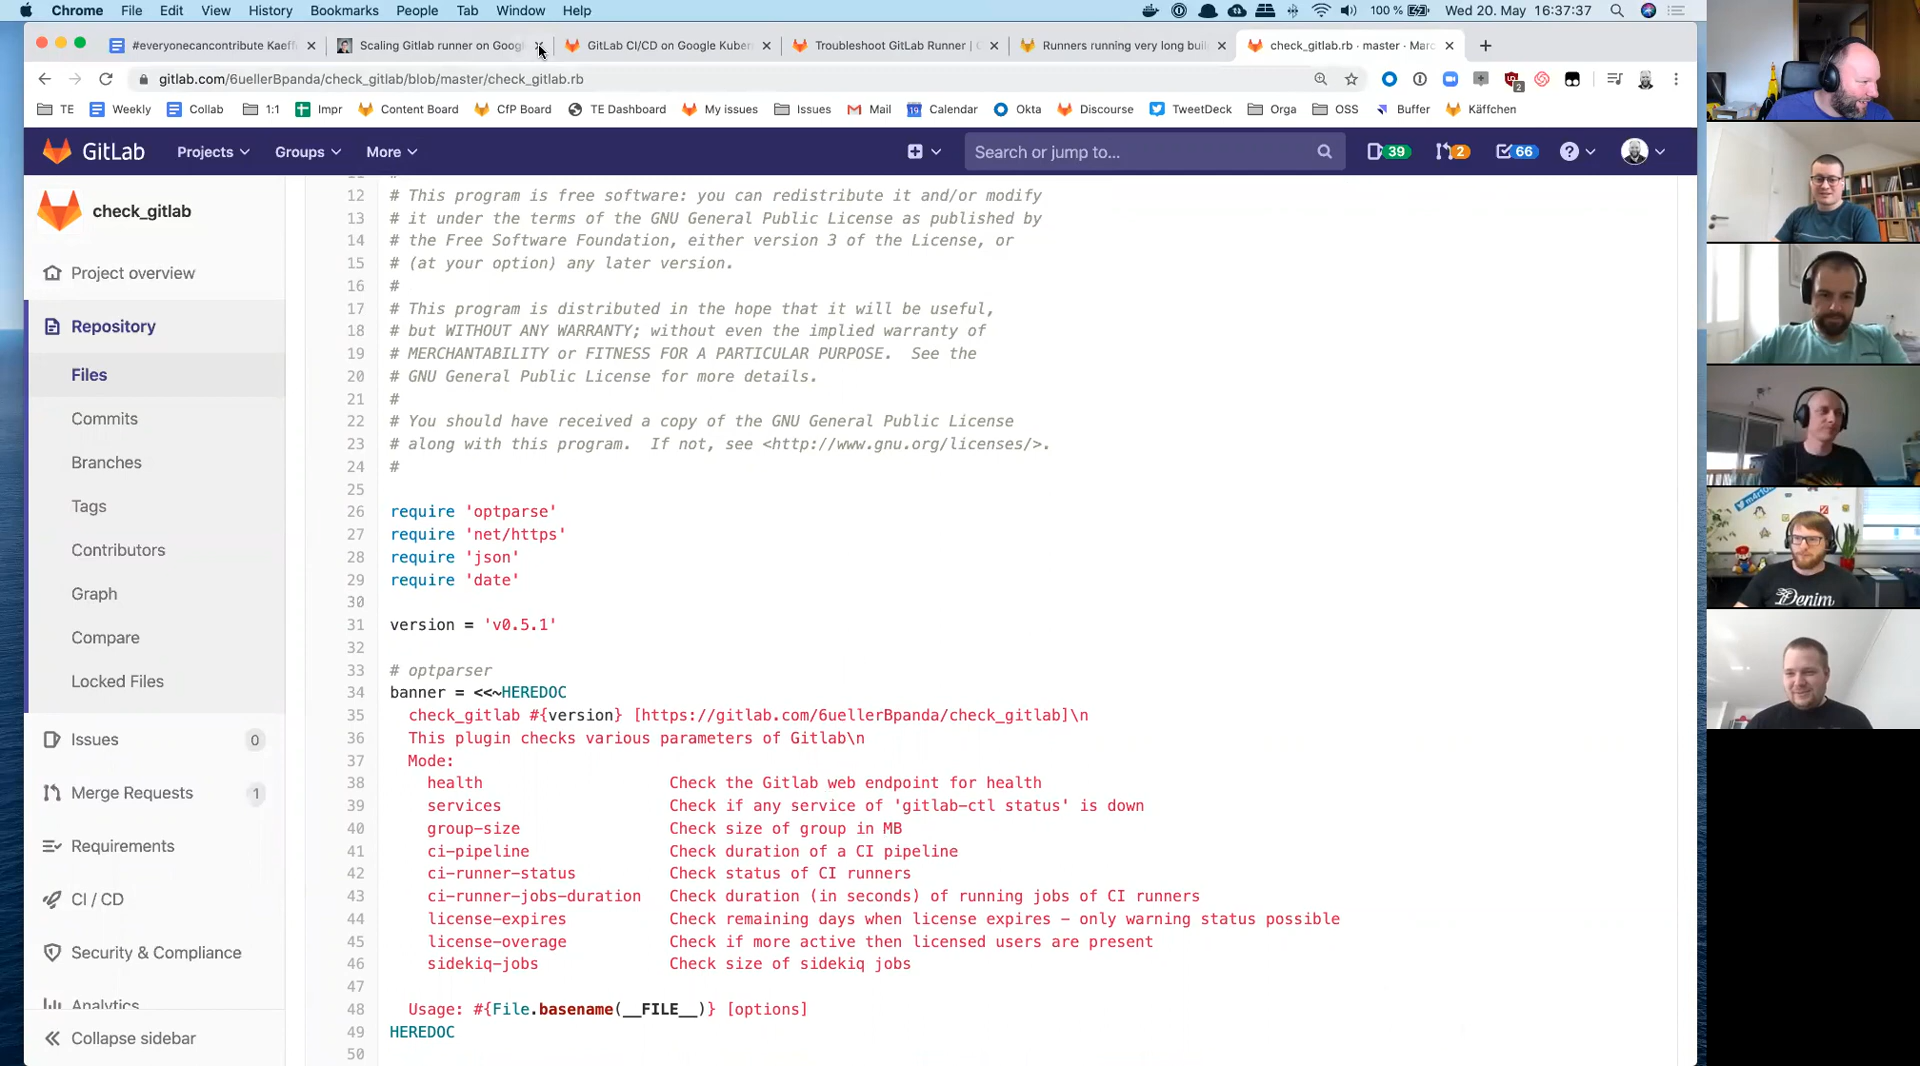 Chrome File Edit View History Bookmarks People Tab Window Help 100 % Wed 20. May 16:37:37
#everyonecancontribute Kaeff
Scaling Gitlab runner on Googl
GitLab CI/CD on Google Kuber
Troubleshoot GitLab Runner |
Runners running very long buil
check_gitlab.rb · master · Marc
gitlab.com/6uellerBpanda/check_gitlab/blob/master/check_gitlab.rb
TE Weekly Collab 1:1 Impr Content Board CfP Board TE Dashboard My issues Issues Mail Calendar Okta Discourse TweetDeck Orga OSS Buffer Käffchen
GitLab Projects Groups More Search or jump to... 39 2 66
check_gitlab
Project overview
Repository
Files
Commits
Branches
Tags
Contributors
Graph
Compare
Locked Files
Issues 0
Merge Requests 1
Requirements
CI / CD
Security & Compliance
Analytics
Collapse sidebar
12 # This program is free software: you can redistribute it and/or modify
13 # it under the terms of the GNU General Public License as published by
14 # the Free Software Foundation, either version 3 of the License, or
15 # (at your option) any later version.
16 #
17 # This program is distributed in the hope that it will be useful,
18 # but WITHOUT ANY WARRANTY; without even the implied warranty of
19 # MERCHANTABILITY or FITNESS FOR A PARTICULAR PURPOSE.  See the
20 # GNU General Public License for more details.
21 #
22 # You should have received a copy of the GNU General Public License
23 # along with this program.  If not, see <http://www.gnu.org/licenses/>.
24 #
25
26 require 'optparse'
27 require 'net/https'
28 require 'json'
29 require 'date'
30
31 version = 'v0.5.1'
32
33 # optparser
34 banner = <<~HEREDOC
35 check_gitlab #{version} [https://gitlab.com/6uellerBpanda/check_gitlab]\n
36 This plugin checks various parameters of Gitlab\n
37 Mode:
38 health Check the Gitlab web endpoint for health
39 services Check if any service of 'gitlab-ctl status' is down
40 group-size Check size of group in MB
41 ci-pipeline Check duration of a CI pipeline
42 ci-runner-status Check status of CI runners
43 ci-runner-jobs-duration Check duration (in seconds) of running jobs of CI runners
44 license-expires Check remaining days when license expires - only warning status possible
45 license-overage Check if more active then licensed users are present
46 sidekiq-jobs Check size of sidekiq jobs
47
48 Usage: #{File.basename(__FILE__)} [options]
49 HEREDOC
50
Denim